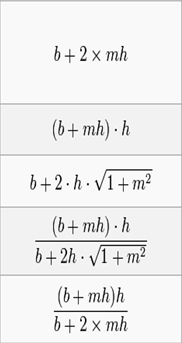 b + 2 × mh
(b + mh) · h
b + 2 · h · √(1 + m²)
(b + mh) · h
b + 2h · √(1 + m²)
(b + mh)h
b + 2 × mh